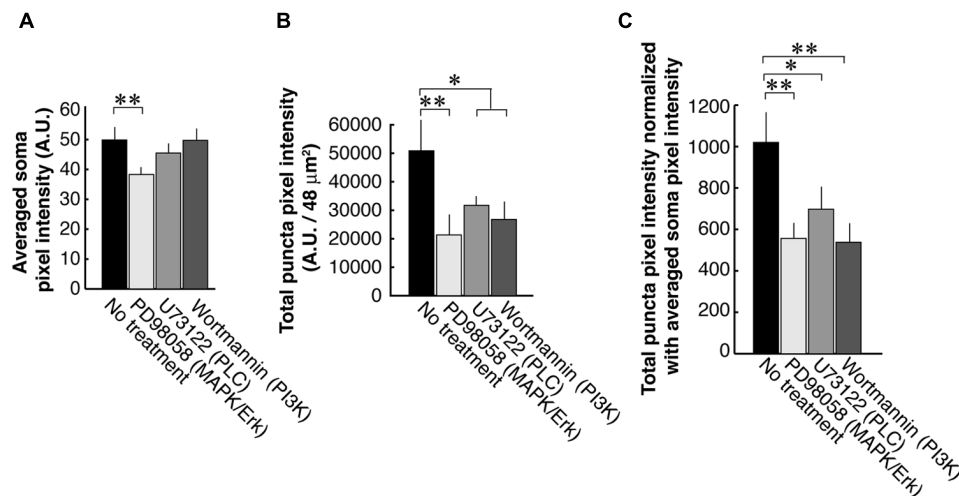 A
Averaged soma
pixel intensity (A.U.)
60
50
40
30
20
10
0
**
No treatment
PD98058 (MAPK/Erk)
U73122 (PLC)
Wortmannin (PI3K)
B
Total puncta pixel intensity
(A.U. / 48 μm²)
60000
50000
40000
30000
20000
10000
0
*
**
No treatment
PD98058 (MAPK/Erk)
U73122 (PLC)
Wortmannin (PI3K)
C
Total puncta pixel intensity normalized
with averaged soma pixel intensity
1200
1000
800
600
400
200
0
**
*
**
No treatment
PD98058 (MAPK/Erk)
U73122 (PLC)
Wortmannin (PI3K)